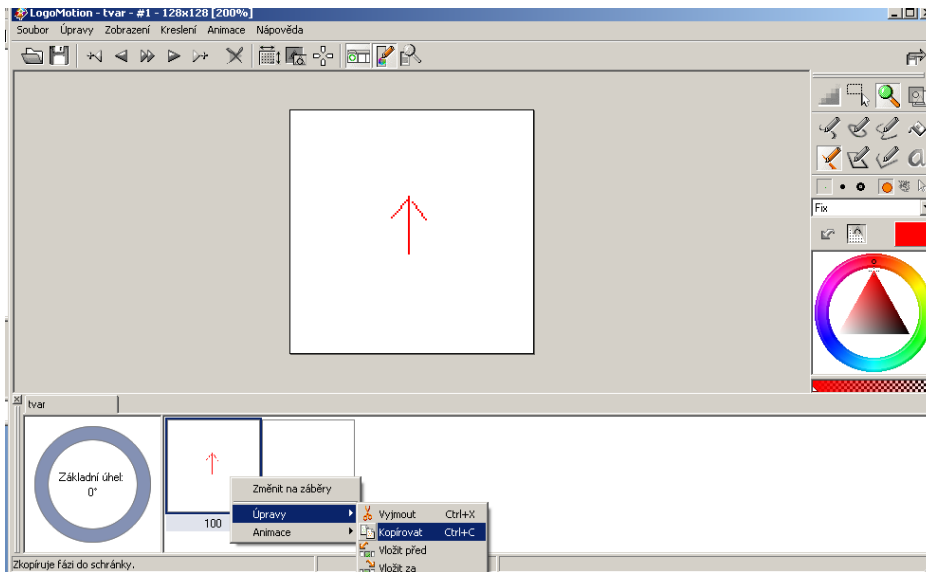 LogoMotion - tvar - #1 - 128x128 [200%]
Soubor Úpravy Zobrazení Kreslení Animace Nápověda
Fix
tvar
Základní úhel:
0°
100
Změnit na záběry
Úpravy
Animace
Vyjmout Ctrl+X
Kopírovat Ctrl+C
Vložit před
Vložit za
Zkopíruje fázi do schránky.